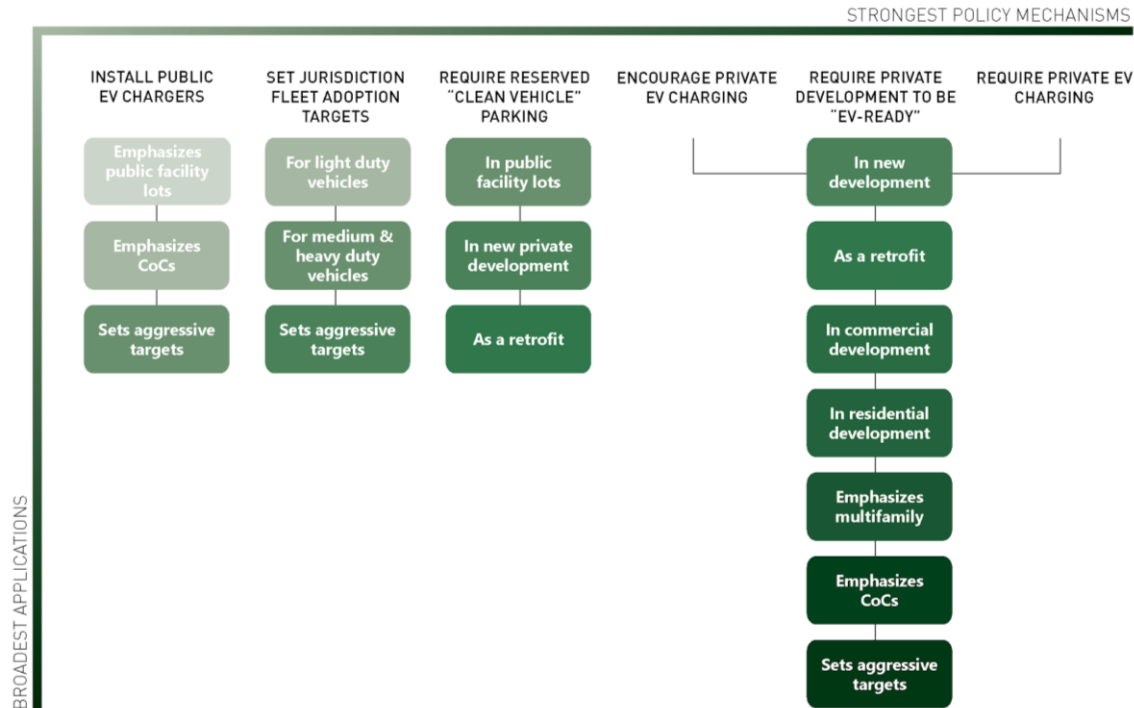 STRONGEST POLICY MECHANISMS
INSTALL PUBLIC
EV CHARGERS
SET JURISDICTION
FLEET ADOPTION
TARGETS
REQUIRE RESERVED
“CLEAN VEHICLE”
PARKING
ENCOURAGE PRIVATE
EV CHARGING
REQUIRE PRIVATE
DEVELOPMENT TO BE
“EV-READY”
REQUIRE PRIVATE EV
CHARGING
Emphasizes
public facility
lots
Emphasizes
CoCs
Sets aggressive
targets
For light duty
vehicles
For medium &
heavy duty
vehicles
Sets aggressive
targets
In public
facility lots
In new private
development
As a retrofit
In new
development
As a retrofit
In commercial
development
In residential
development
Emphasizes
multifamily
Emphasizes
CoCs
Sets aggressive
targets
BROADEST APPLICATIONS